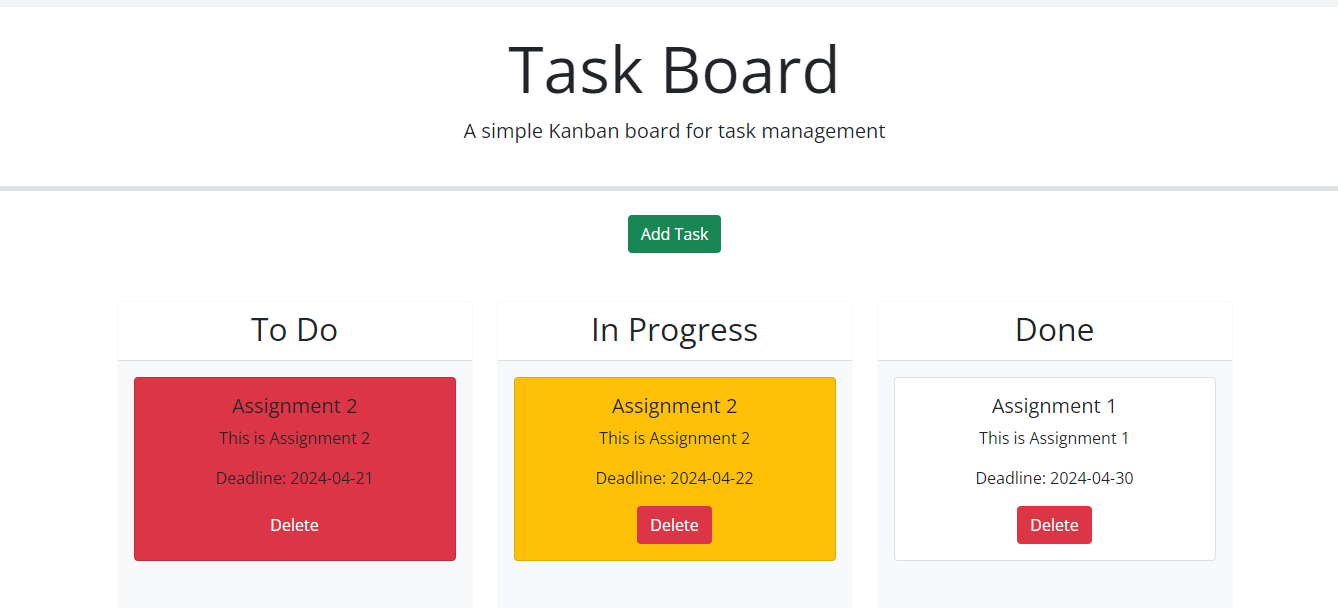 Task Board
A simple Kanban board for task management
Add Task
To Do
Assignment 2
This is Assignment 2
Deadline: 2024-04-21
Delete
In Progress
Assignment 2
This is Assignment 2
Deadline: 2024-04-22
Delete
Done
Assignment 1
This is Assignment 1
Deadline: 2024-04-30
Delete